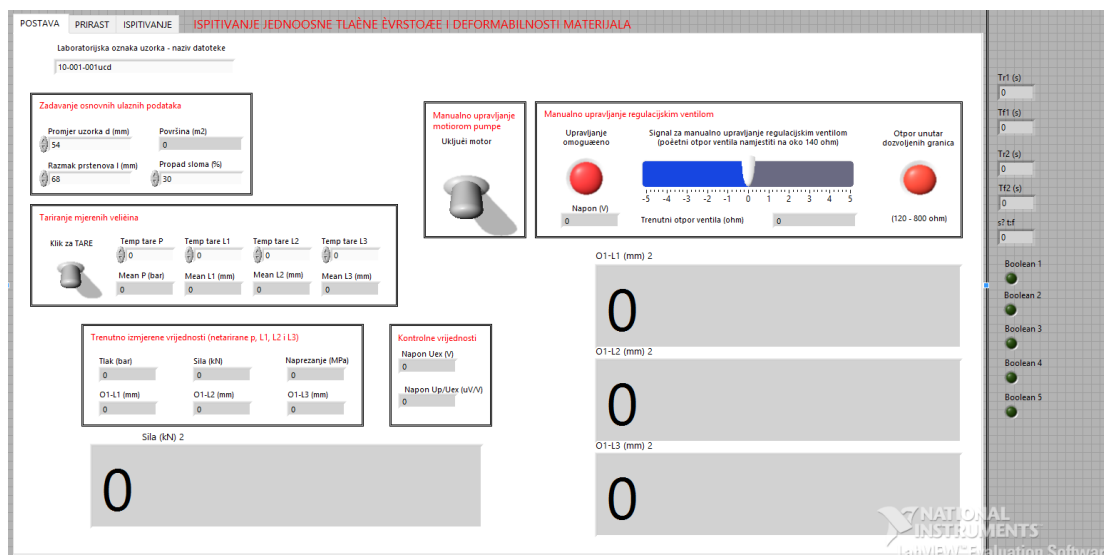 POSTAVA PRIRAST ISPITIVANJE ISPITIVANJE JEDNOOSNE TLAÈNE ÈVRSTOÆE I DEFORMABILNOSTI MATERIJALA
Laboratorijska oznaka uzorka - naziv datoteke
10-001-001ucd
Zadavanje osnovnih ulaznih podataka
Promjer uzorka d (mm) Površina (m2)
54 0
Razmak prstenova l (mm) Propad sloma (%)
68 30
Tariranje mjerenih velièina
Klik za TARE Temp tare P Temp tare L1 Temp tare L2 Temp tare L3
0 0 0 0
Mean P (bar) Mean L1 (mm) Mean L2 (mm) Mean L3 (mm)
0 0 0 0
Manualno upravljanje
motiorom pumpe
Ukljuèi motor
Manualno upravljanje regulacijskim ventilom
Upravljanje
omoguæeno
Signal za manualno upravljanje regulacijskim ventilom
(poèetni otpor ventila namjestiti na oko 140 ohm)
Otpor unutar
dozvoljenih granica
-5 -4 -3 -2 -1 0 1 2 3 4 5
Napon (V)
0
Trenutni otpor ventila (ohm) 0
(120 - 800 ohm)
Trenutno izmjerene vrijednosti (netarirane p, L1, L2 i L3)
Tlak (bar) Sila (kN) Naprezanje (MPa)
0 0 0
O1-L1 (mm) O1-L2 (mm) O1-L3 (mm)
0 0 0
Kontrolne vrijednosti
Napon Uex (V)
0
Napon Up/Uex (uV/V)
0
Sila (kN) 2
0
O1-L1 (mm) 2
0
O1-L2 (mm) 2
0
O1-L3 (mm) 2
0
Tr1 (s)
0
Tf1 (s)
0
Tr2 (s)
0
Tf2 (s)
0
s? t:f
0
Boolean 1
Boolean 2
Boolean 3
Boolean 4
Boolean 5
NATIONAL
INSTRUMENTS
LabVIEW Evaluation Software